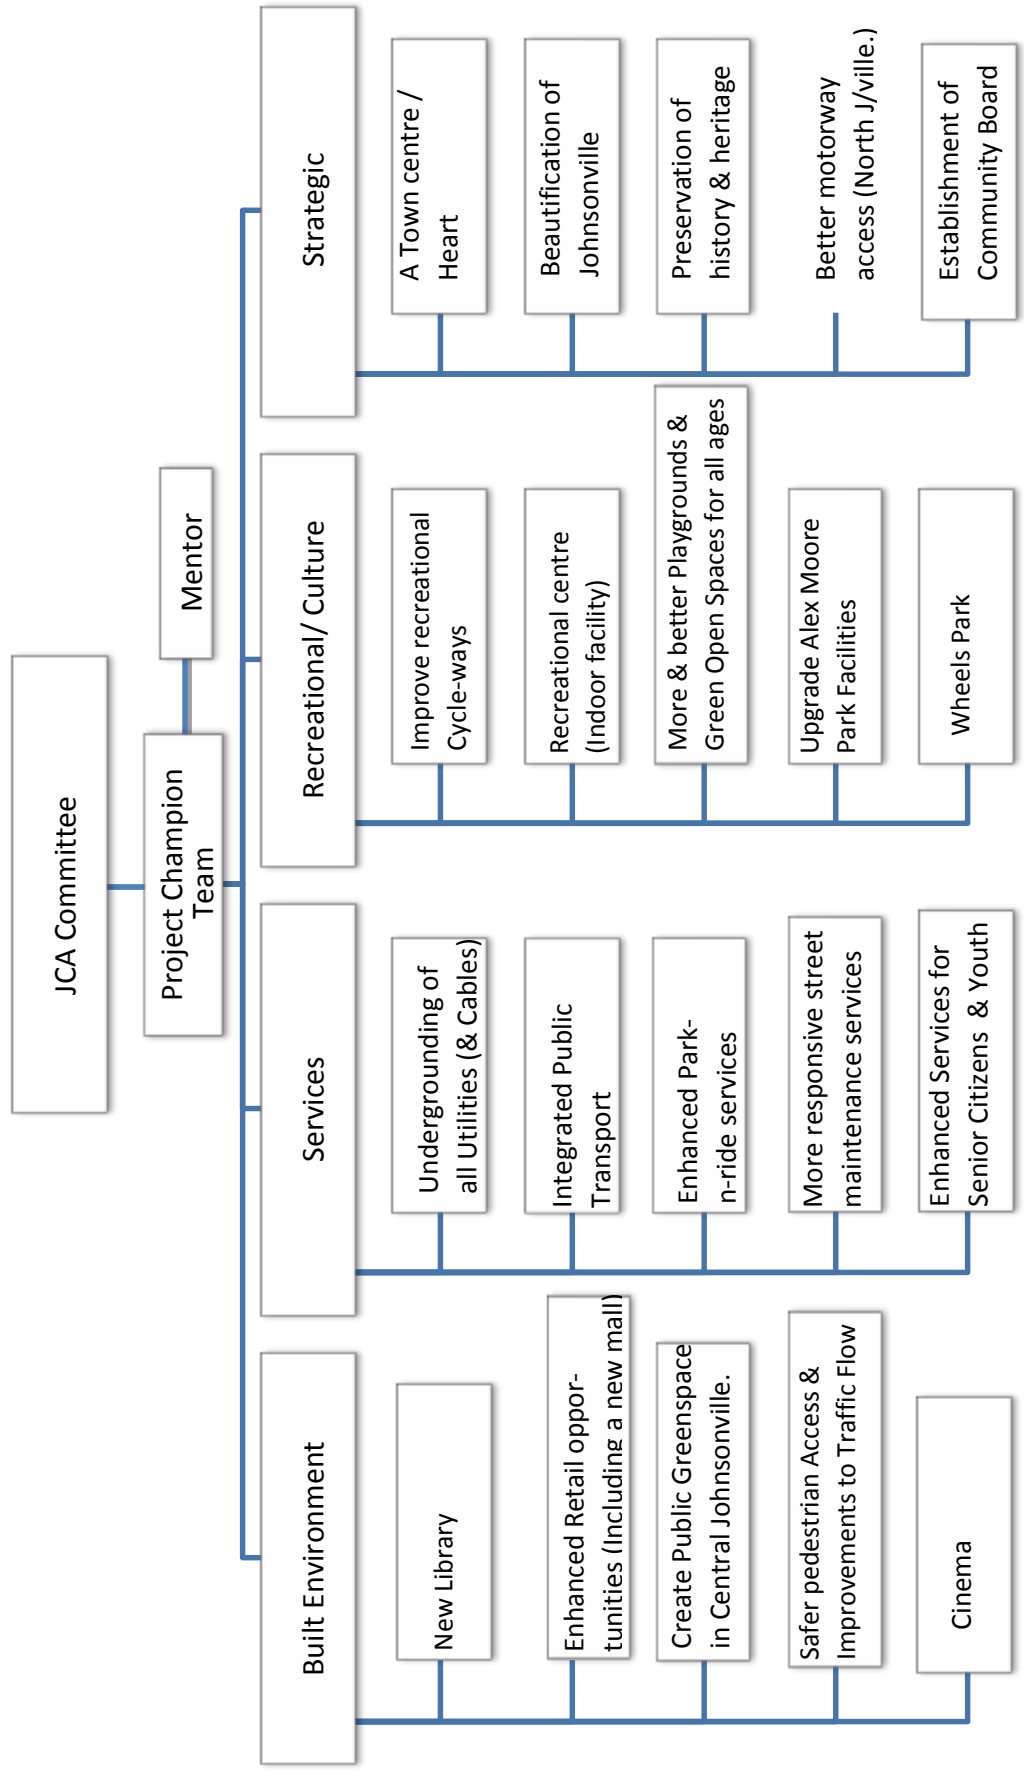 JCA Committee
Project Champion
Team
Mentor
Built Environment
New Library
Enhanced Retail oppor-
tunities (Including a new mall)
Create Public Greenspace
in Central Johnsonville.
Safer pedestrian Access &
Improvements to Traffic Flow
Cinema
Services
Undergrounding of
all Utilities (& Cables)
Integrated Public
Transport
Enhanced Park-
n-ride services
More responsive street
maintenance services
Enhanced Services for
Senior Citizens & Youth
Recreational/ Culture
Improve recreational
Cycle-ways
Recreational centre
(Indoor facility)
More & better Playgrounds &
Green Open Spaces for all ages
Upgrade Alex Moore
Park Facilities
Wheels Park
Strategic
A Town centre /
Heart
Beautification of
Johnsonville
Preservation of
history & heritage
Better motorway
access (North J/ville.)
Establishment of
Community Board